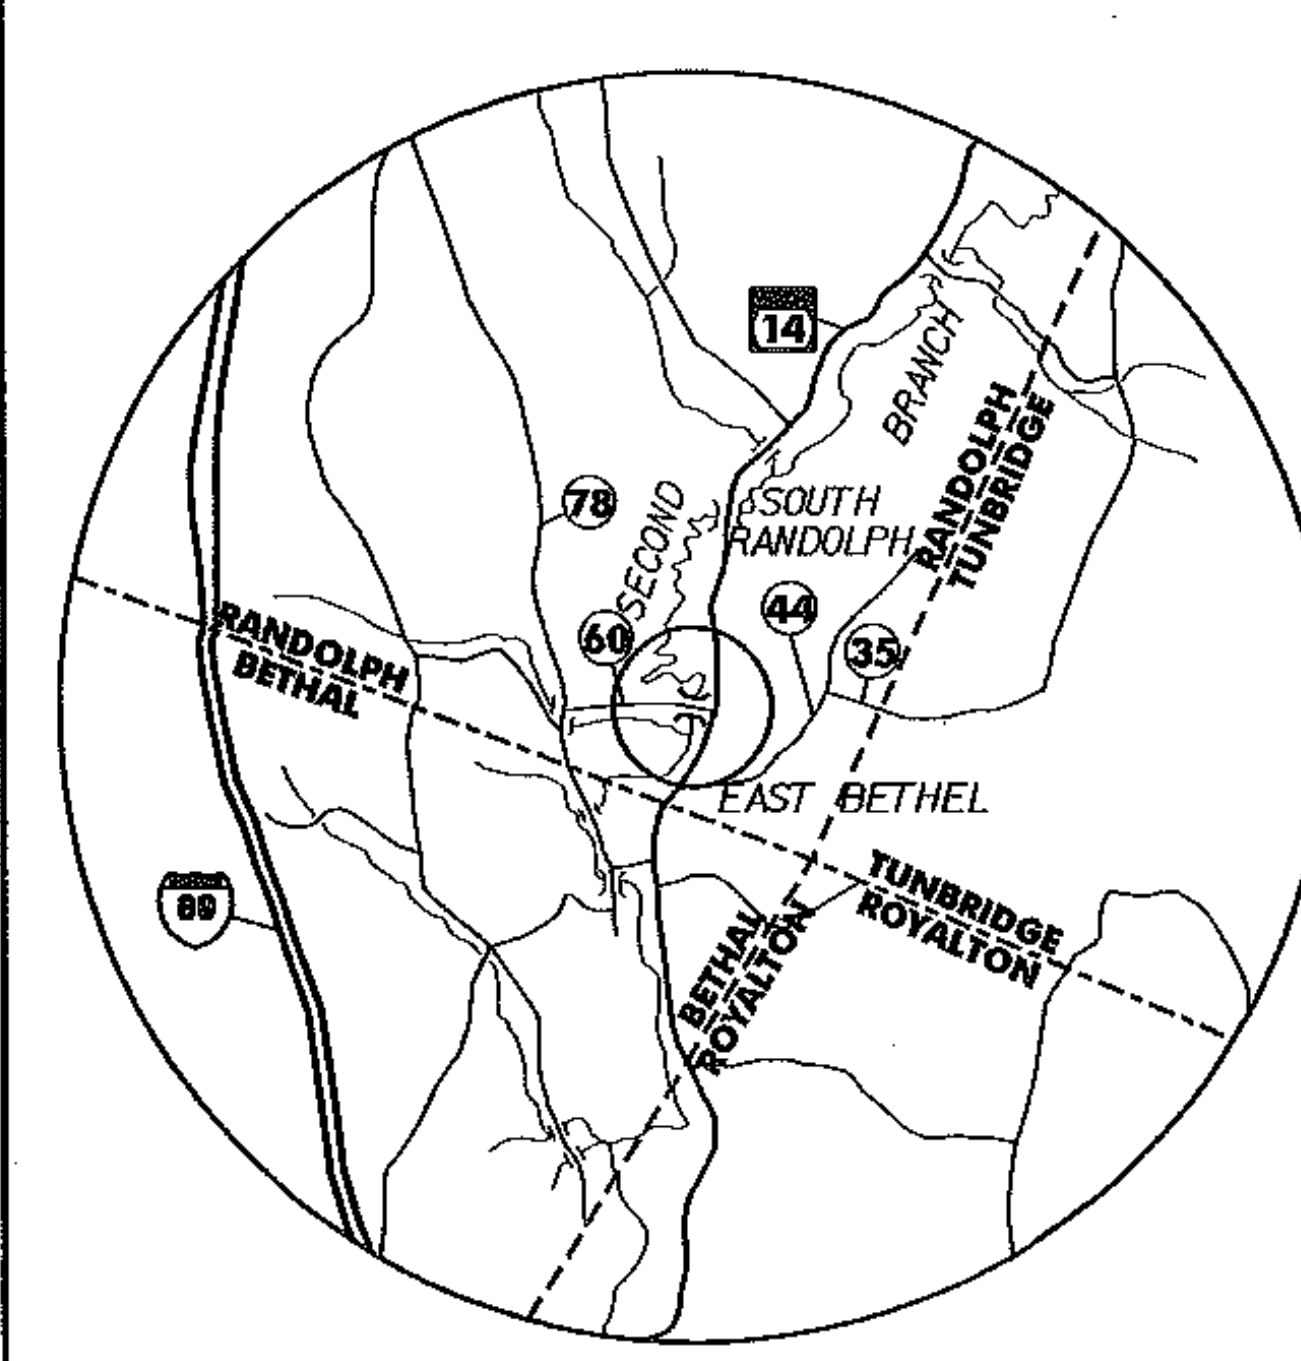 14
BRANCH
RANDOLPH
TUNBRIDGE
78
SECOND
SOUTH
RANDOLPH
60
44
35
RANDOLPH
BETHAL
EAST BETHEL
89
TUNBRIDGE
ROYALTON
BETHAL
ROYALTON